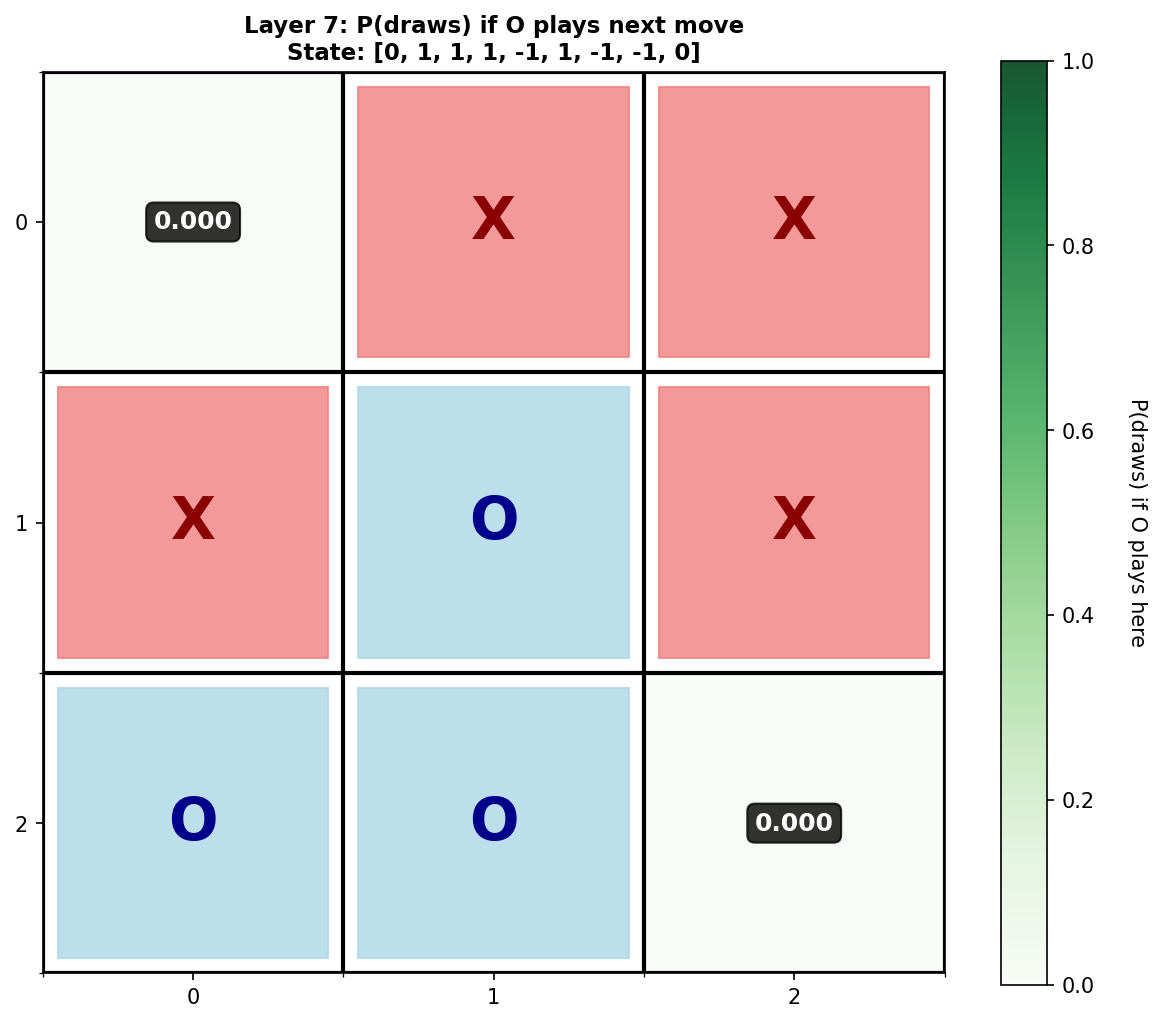 Layer 7: P(draws) if O plays next move
State: [0, 1, 1, 1, -1, 1, -1, -1, 0]
0.000
X
X
X
O
X
O
O
0.000
0
1
2
0
1
2
1.0
0.8
0.6
0.4
0.2
0.0
P(draws) if O plays here